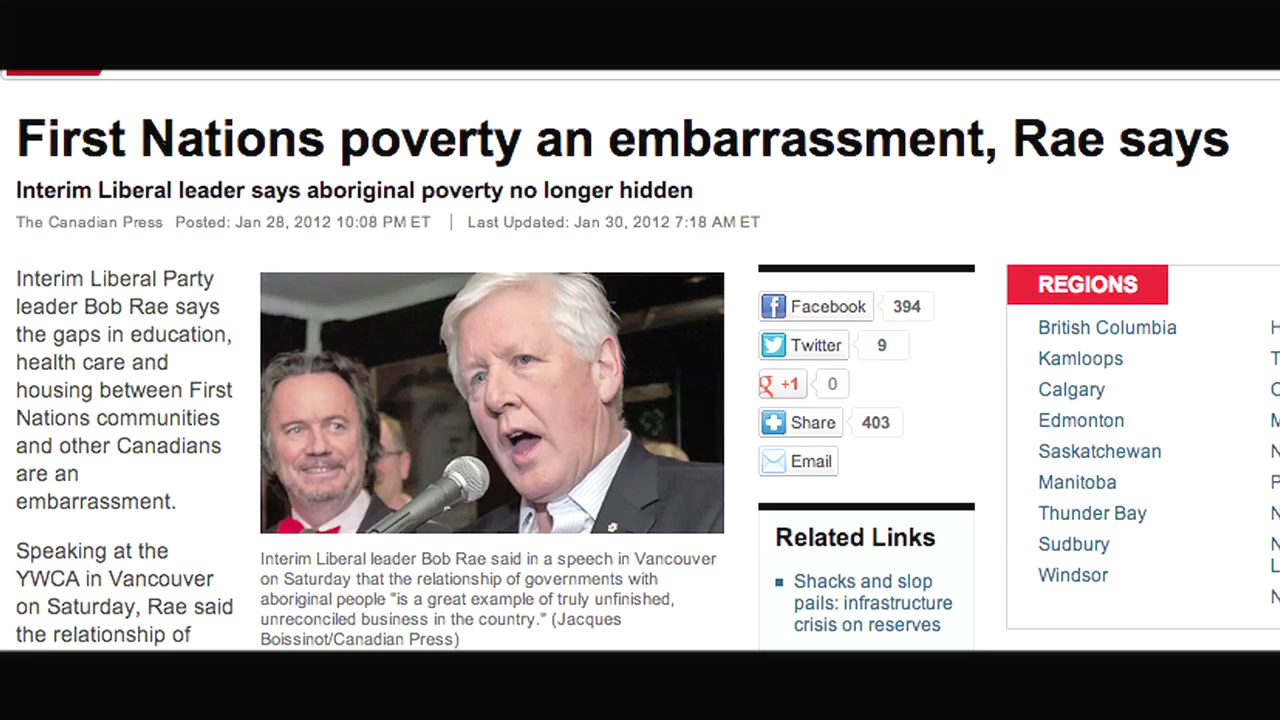 First Nations poverty an embarrassment, Rae says
Interim Liberal leader says aboriginal poverty no longer hidden
The Canadian Press Posted: Jan 28, 2012 10:08 PM ET | Last Updated: Jan 30, 2012 7:18 AM ET
Interim Liberal Party
leader Bob Rae says
the gaps in education,
health care and
housing between First
Nations communities
and other Canadians
are an
embarrassment.
Speaking at the
YWCA in Vancouver
on Saturday, Rae said
the relationship of
Interim Liberal leader Bob Rae said in a speech in Vancouver
on Saturday that the relationship of governments with
aboriginal people "is a great example of truly unfinished,
unreconciled business in the country." (Jacques
Boissinot/Canadian Press)
Facebook 394
Twitter 9
+1 0
Share 403
Email
Related Links
Shacks and slop
pails: infrastructure
crisis on reserves
REGIONS
British Columbia
Kamloops
Calgary
Edmonton
Saskatchewan
Manitoba
Thunder Bay
Sudbury
Windsor